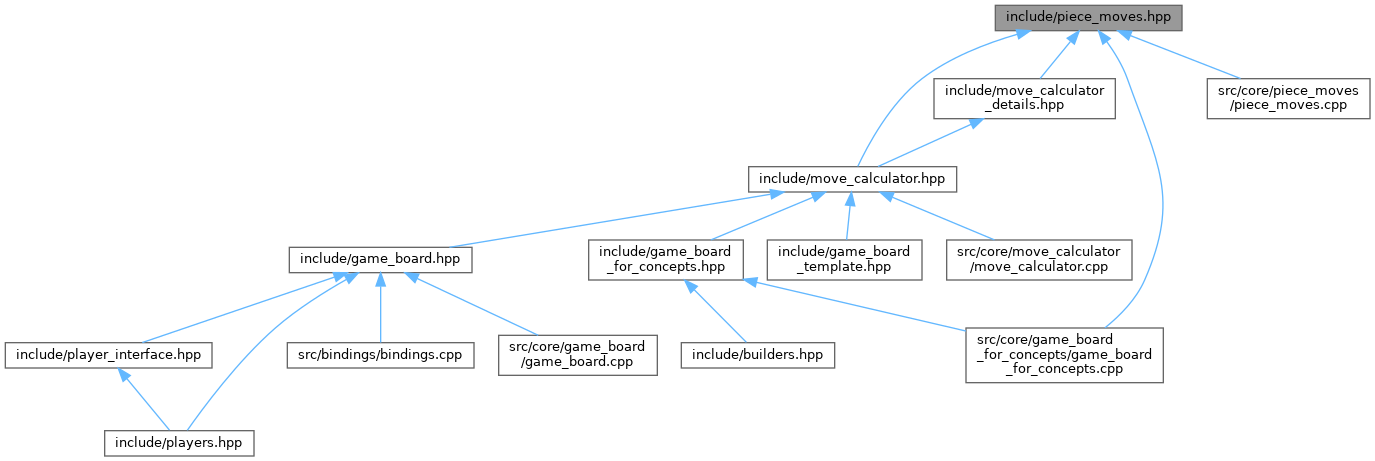 include/piece_moves.hpp
include/move_calculator
_details.hpp
src/core/piece_moves
/piece_moves.cpp
include/move_calculator.hpp
include/game_board.hpp
include/game_board
_for_concepts.hpp
include/game_board
_template.hpp
src/core/move_calculator
/move_calculator.cpp
include/player_interface.hpp
src/bindings/bindings.cpp
src/core/game_board
/game_board.cpp
include/builders.hpp
src/core/game_board
_for_concepts/game_board
_for_concepts.cpp
include/players.hpp